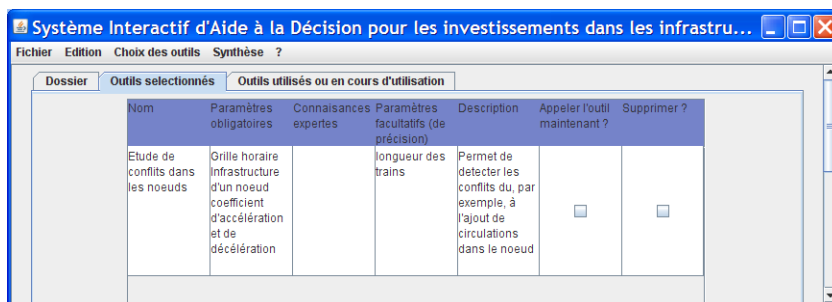 Système Interactif d'Aide à la Décision pour les investissements dans les infrastru...
Fichier Edition Choix des outils Synthèse ?
Dossier Outils selectionnés Outils utilisés ou en cours d'utilisation
Nom
Paramètres
obligatoires
Connaisances
expertes
Paramètres
facultatifs (de
précision)
Description
Appeler l'outil
maintenant ?
Supprimer ?
Etude de
conflits dans
les noeuds
Grille horaire
Infrastructure
d'un noeud
coefficient
d'accélération
et de
décélération
longueur des
trains
Permet de
detecter les
conflits du, par
exemple, à
l'ajout de
circulations
dans le noeud